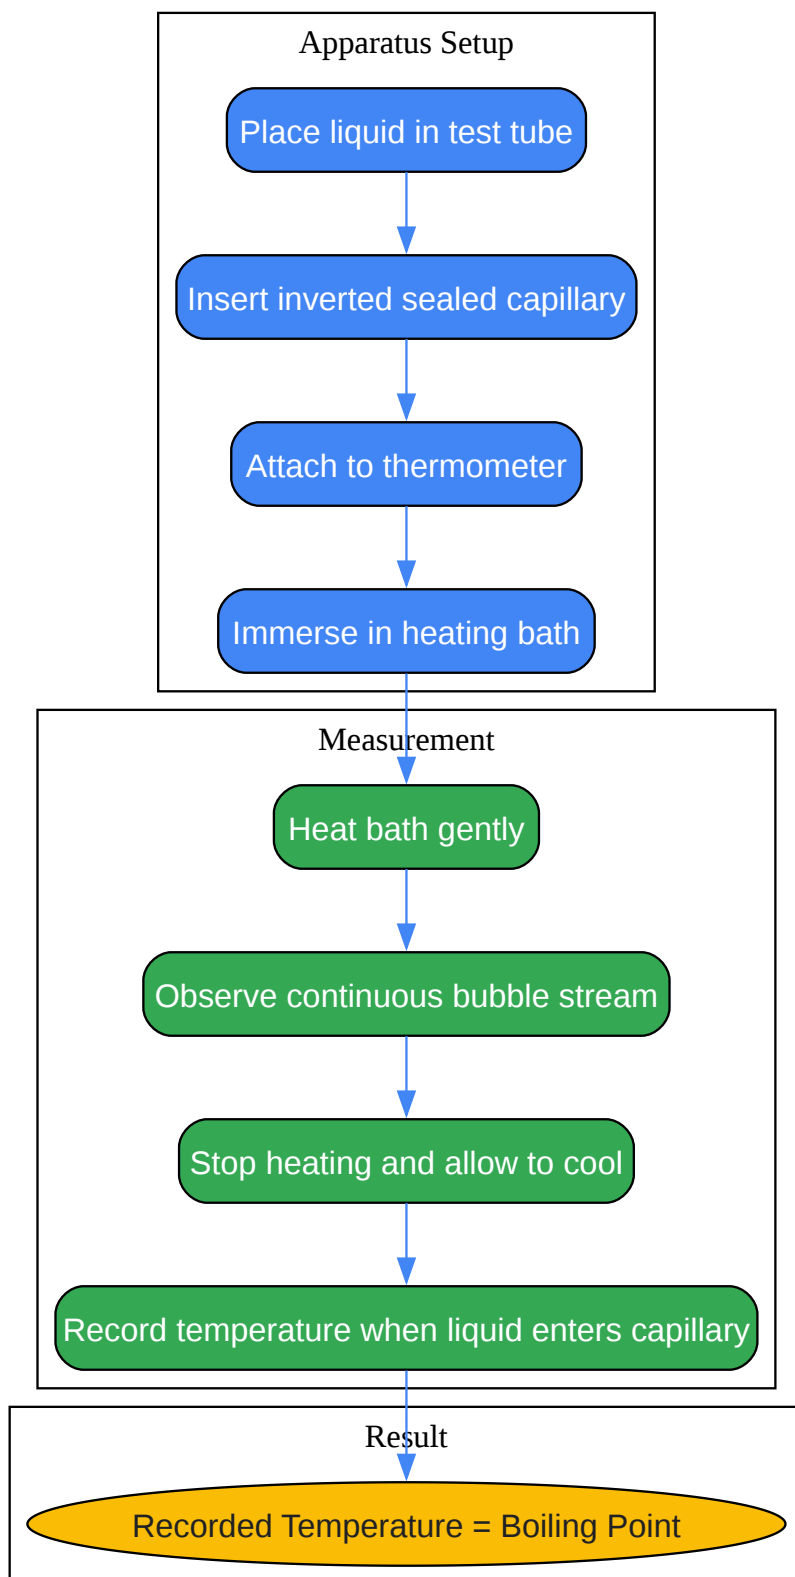 Apparatus Setup
Place liquid in test tube
Insert inverted sealed capillary
Attach to thermometer
Immerse in heating bath
Measurement
Heat bath gently
Observe continuous bubble stream
Stop heating and allow to cool
Record temperature when liquid enters capillary
Result
Recorded Temperature = Boiling Point